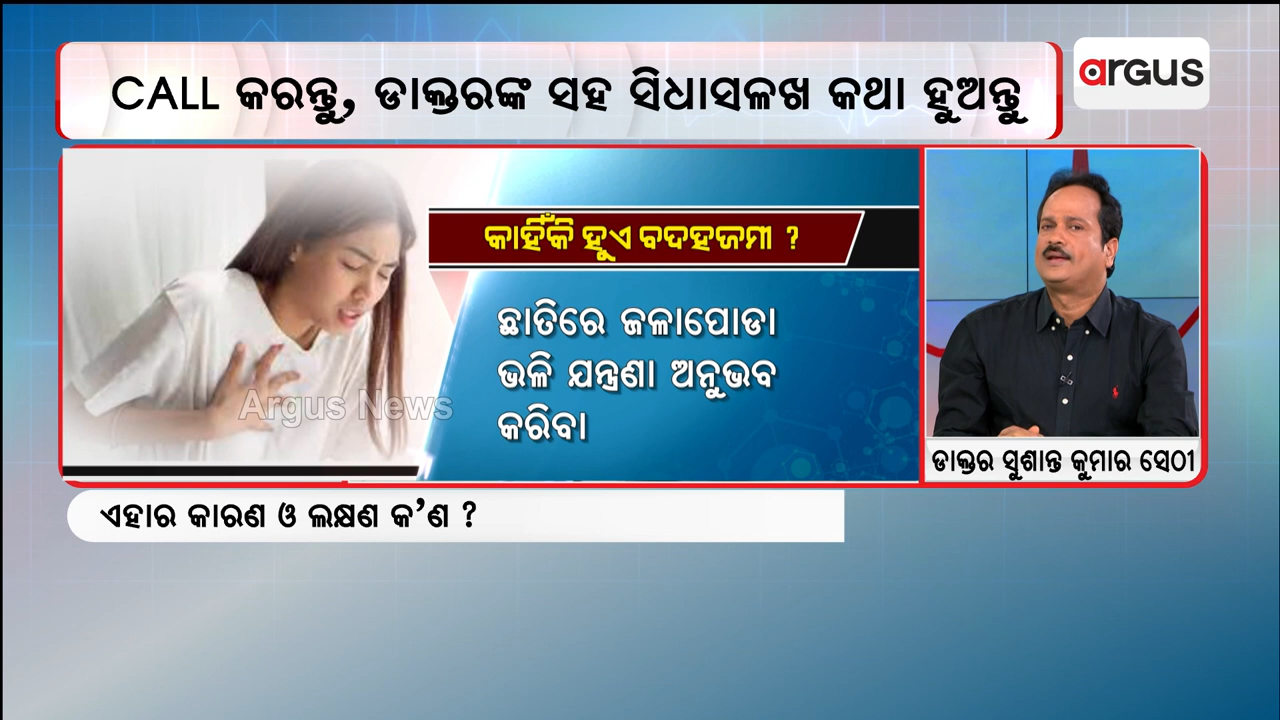 CALL କରନ୍ତୁ, ଡାକ୍ତରଙ୍କ ସହ ସିଧାସଳଖ କଥା ହୁଅନ୍ତୁ
argus
କାହିଁକି ହୁଏ ବଦହଜମୀ ?
ଛାତିରେ ଜଳାପୋଡା
ଭଳି ଯନ୍ତ୍ରଣା ଅନୁଭବ
କରିବା
Argus News
ଡାକ୍ତର ସୁଶାନ୍ତ କୁମାର ସେଠୀ
ଏହାର କାରଣ ଓ ଲକ୍ଷଣ କ'ଣ ?